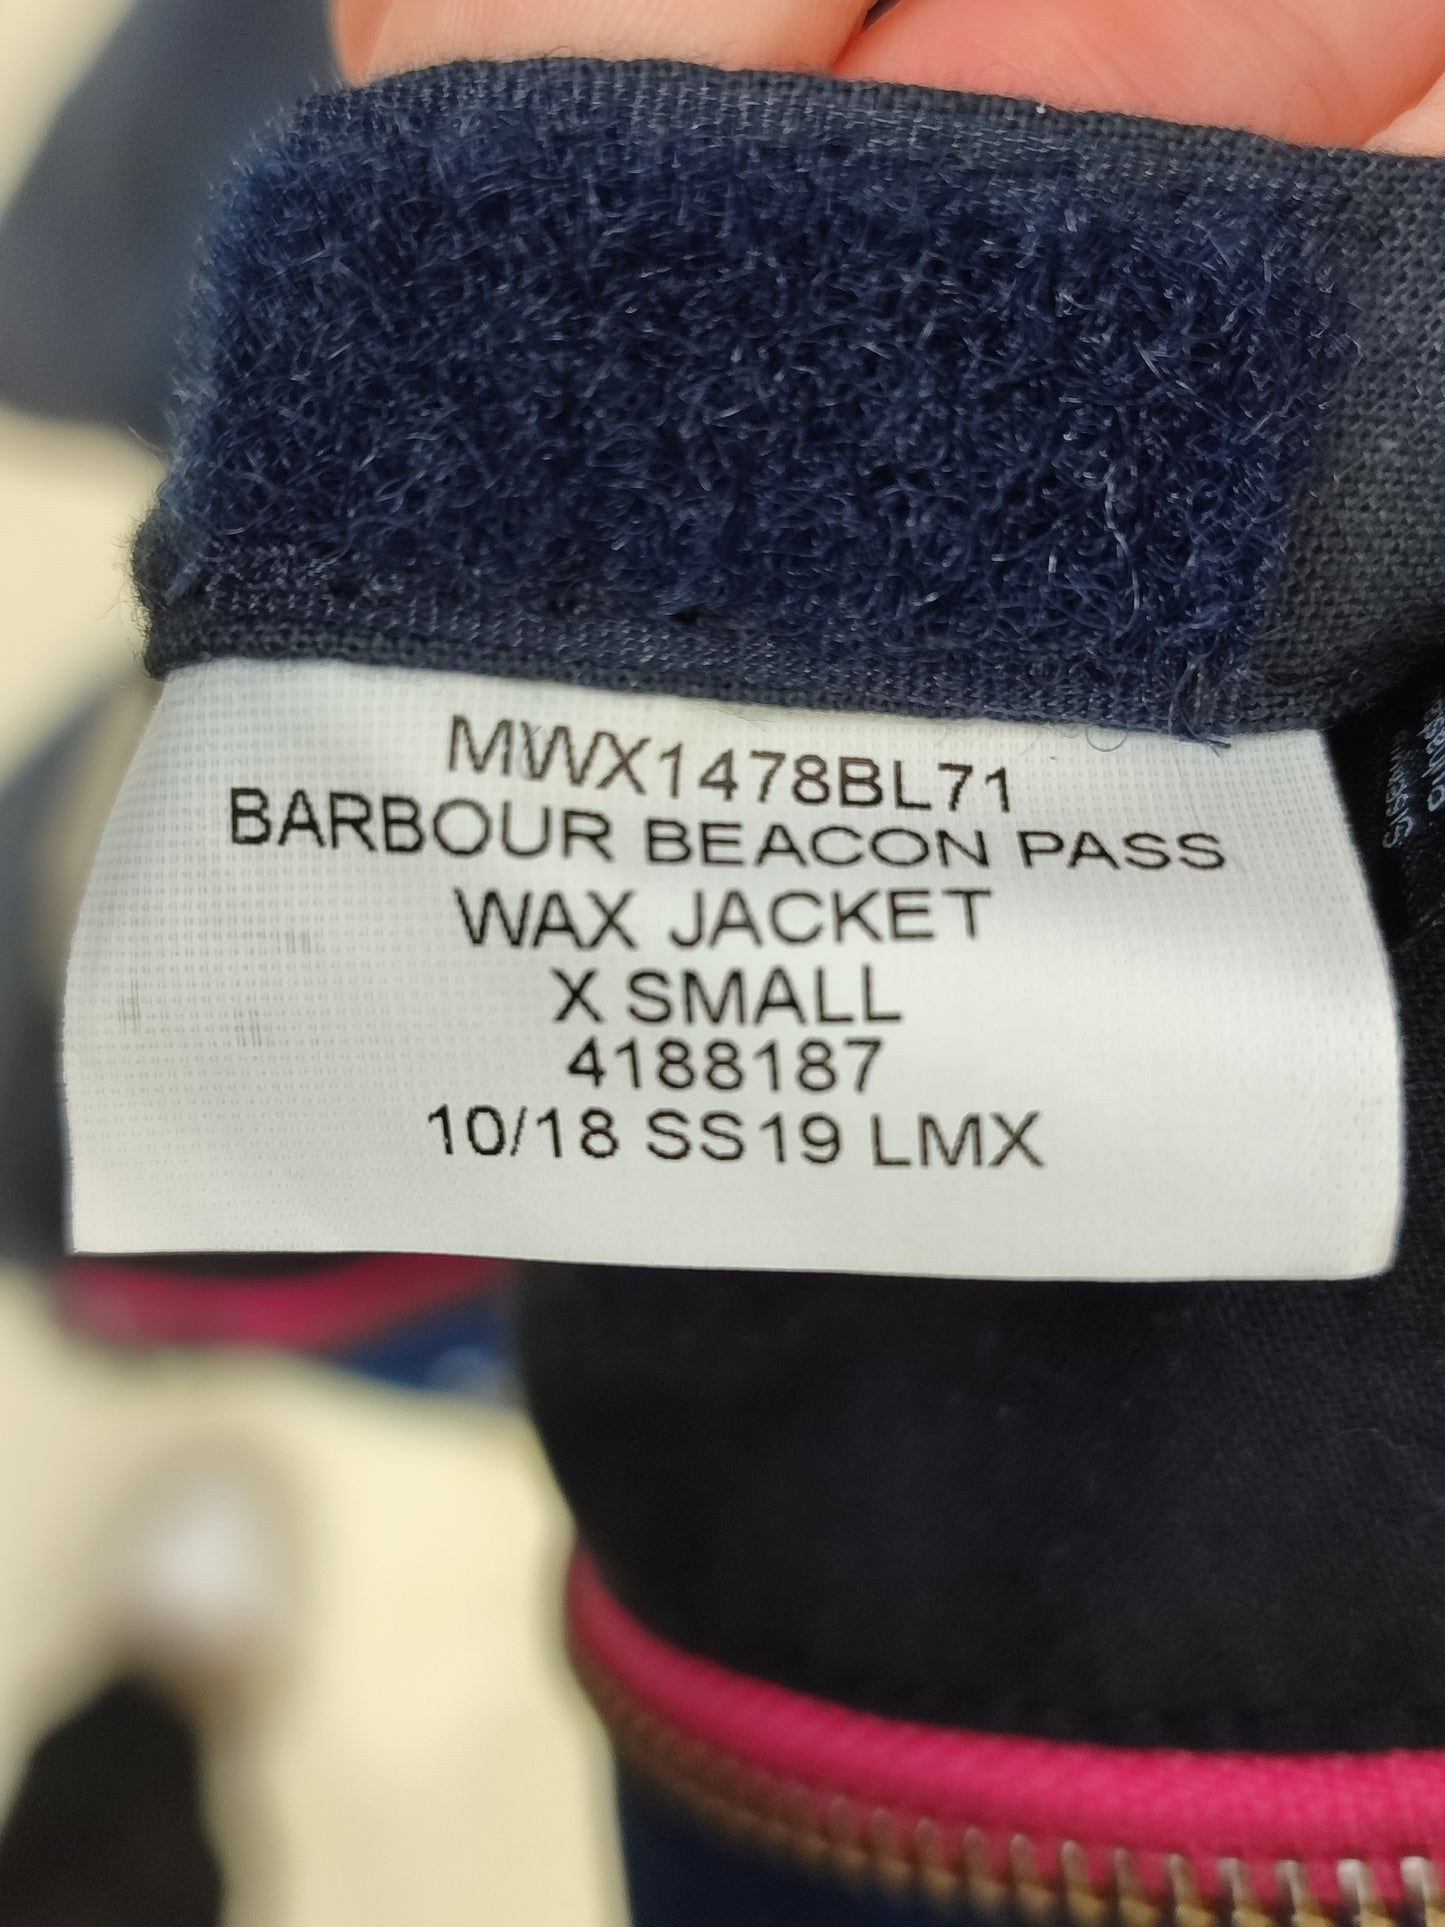 MWX1478BL71
BARBOUR BEACON PASS
WAX JACKET
X SMALL
4188187
10/18 SS19 LMX